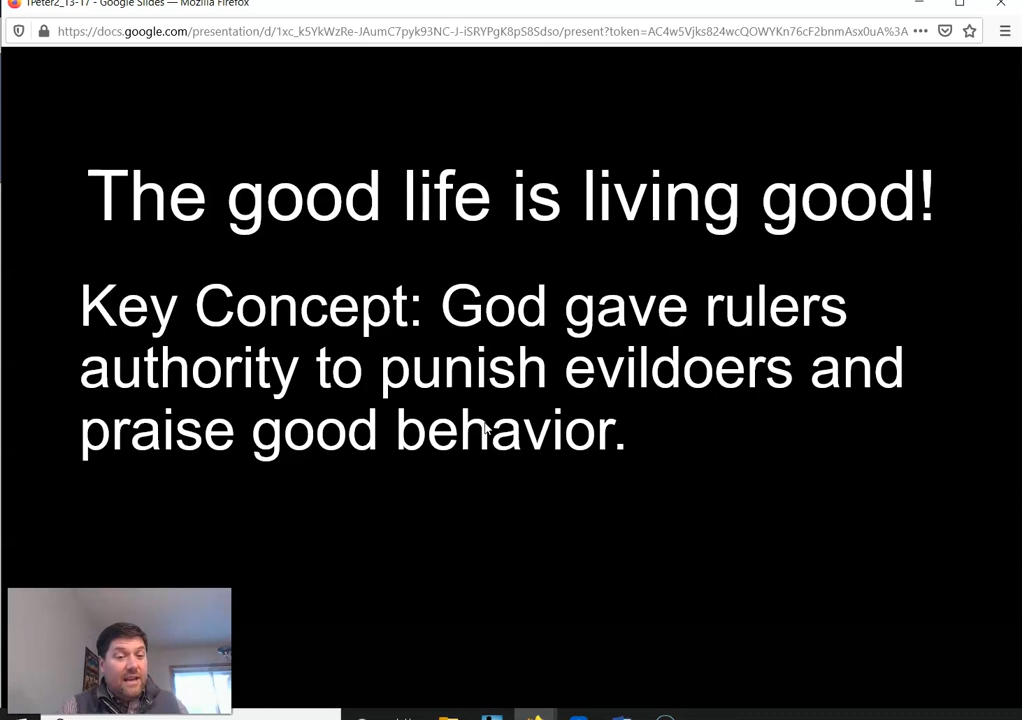 1Peter2_13-17 - Google Slides — Mozilla Firefox
https://docs.google.com/presentation/d/1xc_k5YkWzRe-JAumC7pyk93NC-J-iSRYPgK8pS8Sdso/present?token=AC4w5Vjks824wcQOWYKn76cF2bnmAsx0uA%3A
The good life is living good!
Key Concept: God gave rulers
authority to punish evildoers and
praise good behavior.